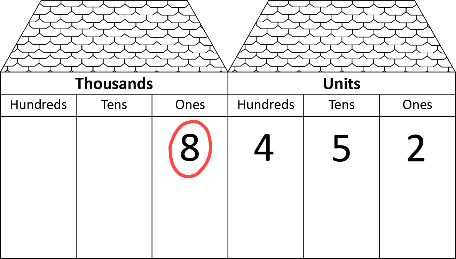 Thousands Units
Hundreds Tens Ones Hundreds Tens Ones
8 4 5 2